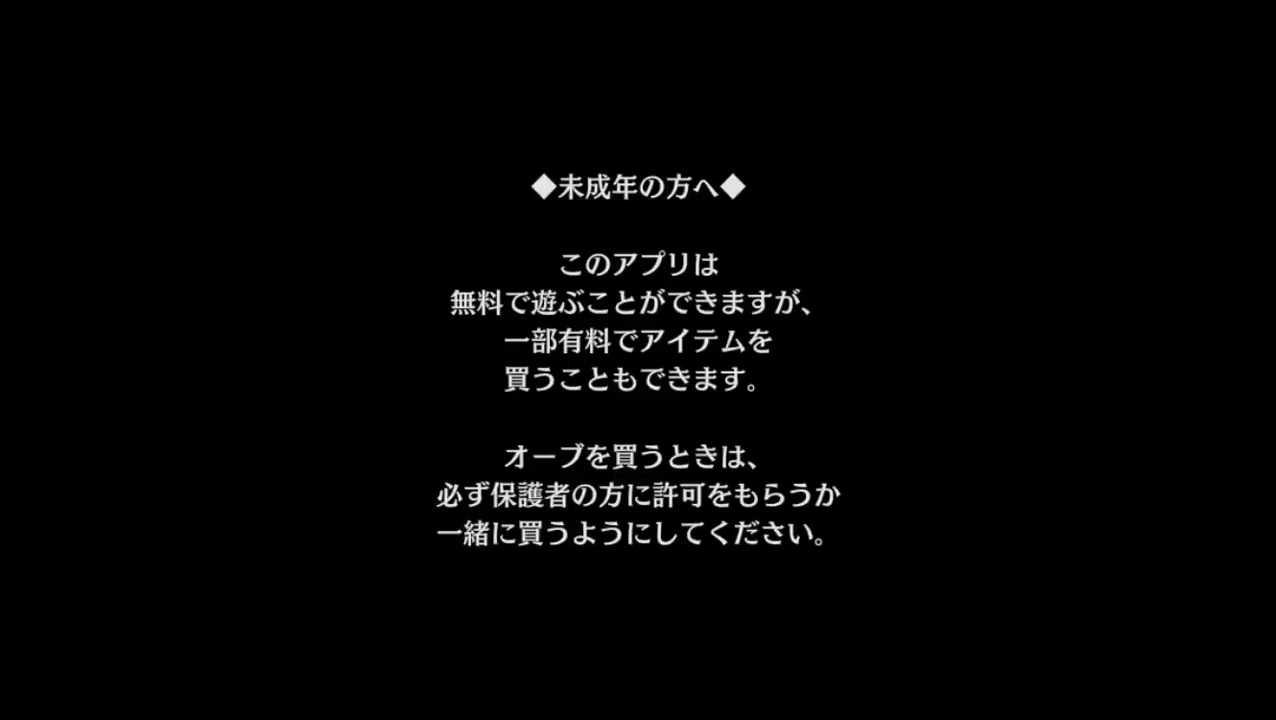 ◆未成年の方へ◆
このアプリは
無料で遊ぶことができますが、
一部有料でアイテムを
買うこともできます。
オーブを買うときは、
必ず保護者の方に許可をもらうか
一緒に買うようにしてください。